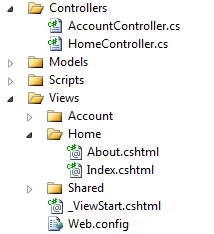 Controllers
AccountController.cs
HomeController.cs
Models
Scripts
Views
Account
Home
About.cshtml
Index.cshtml
Shared
_ViewStart.cshtml
Web.config